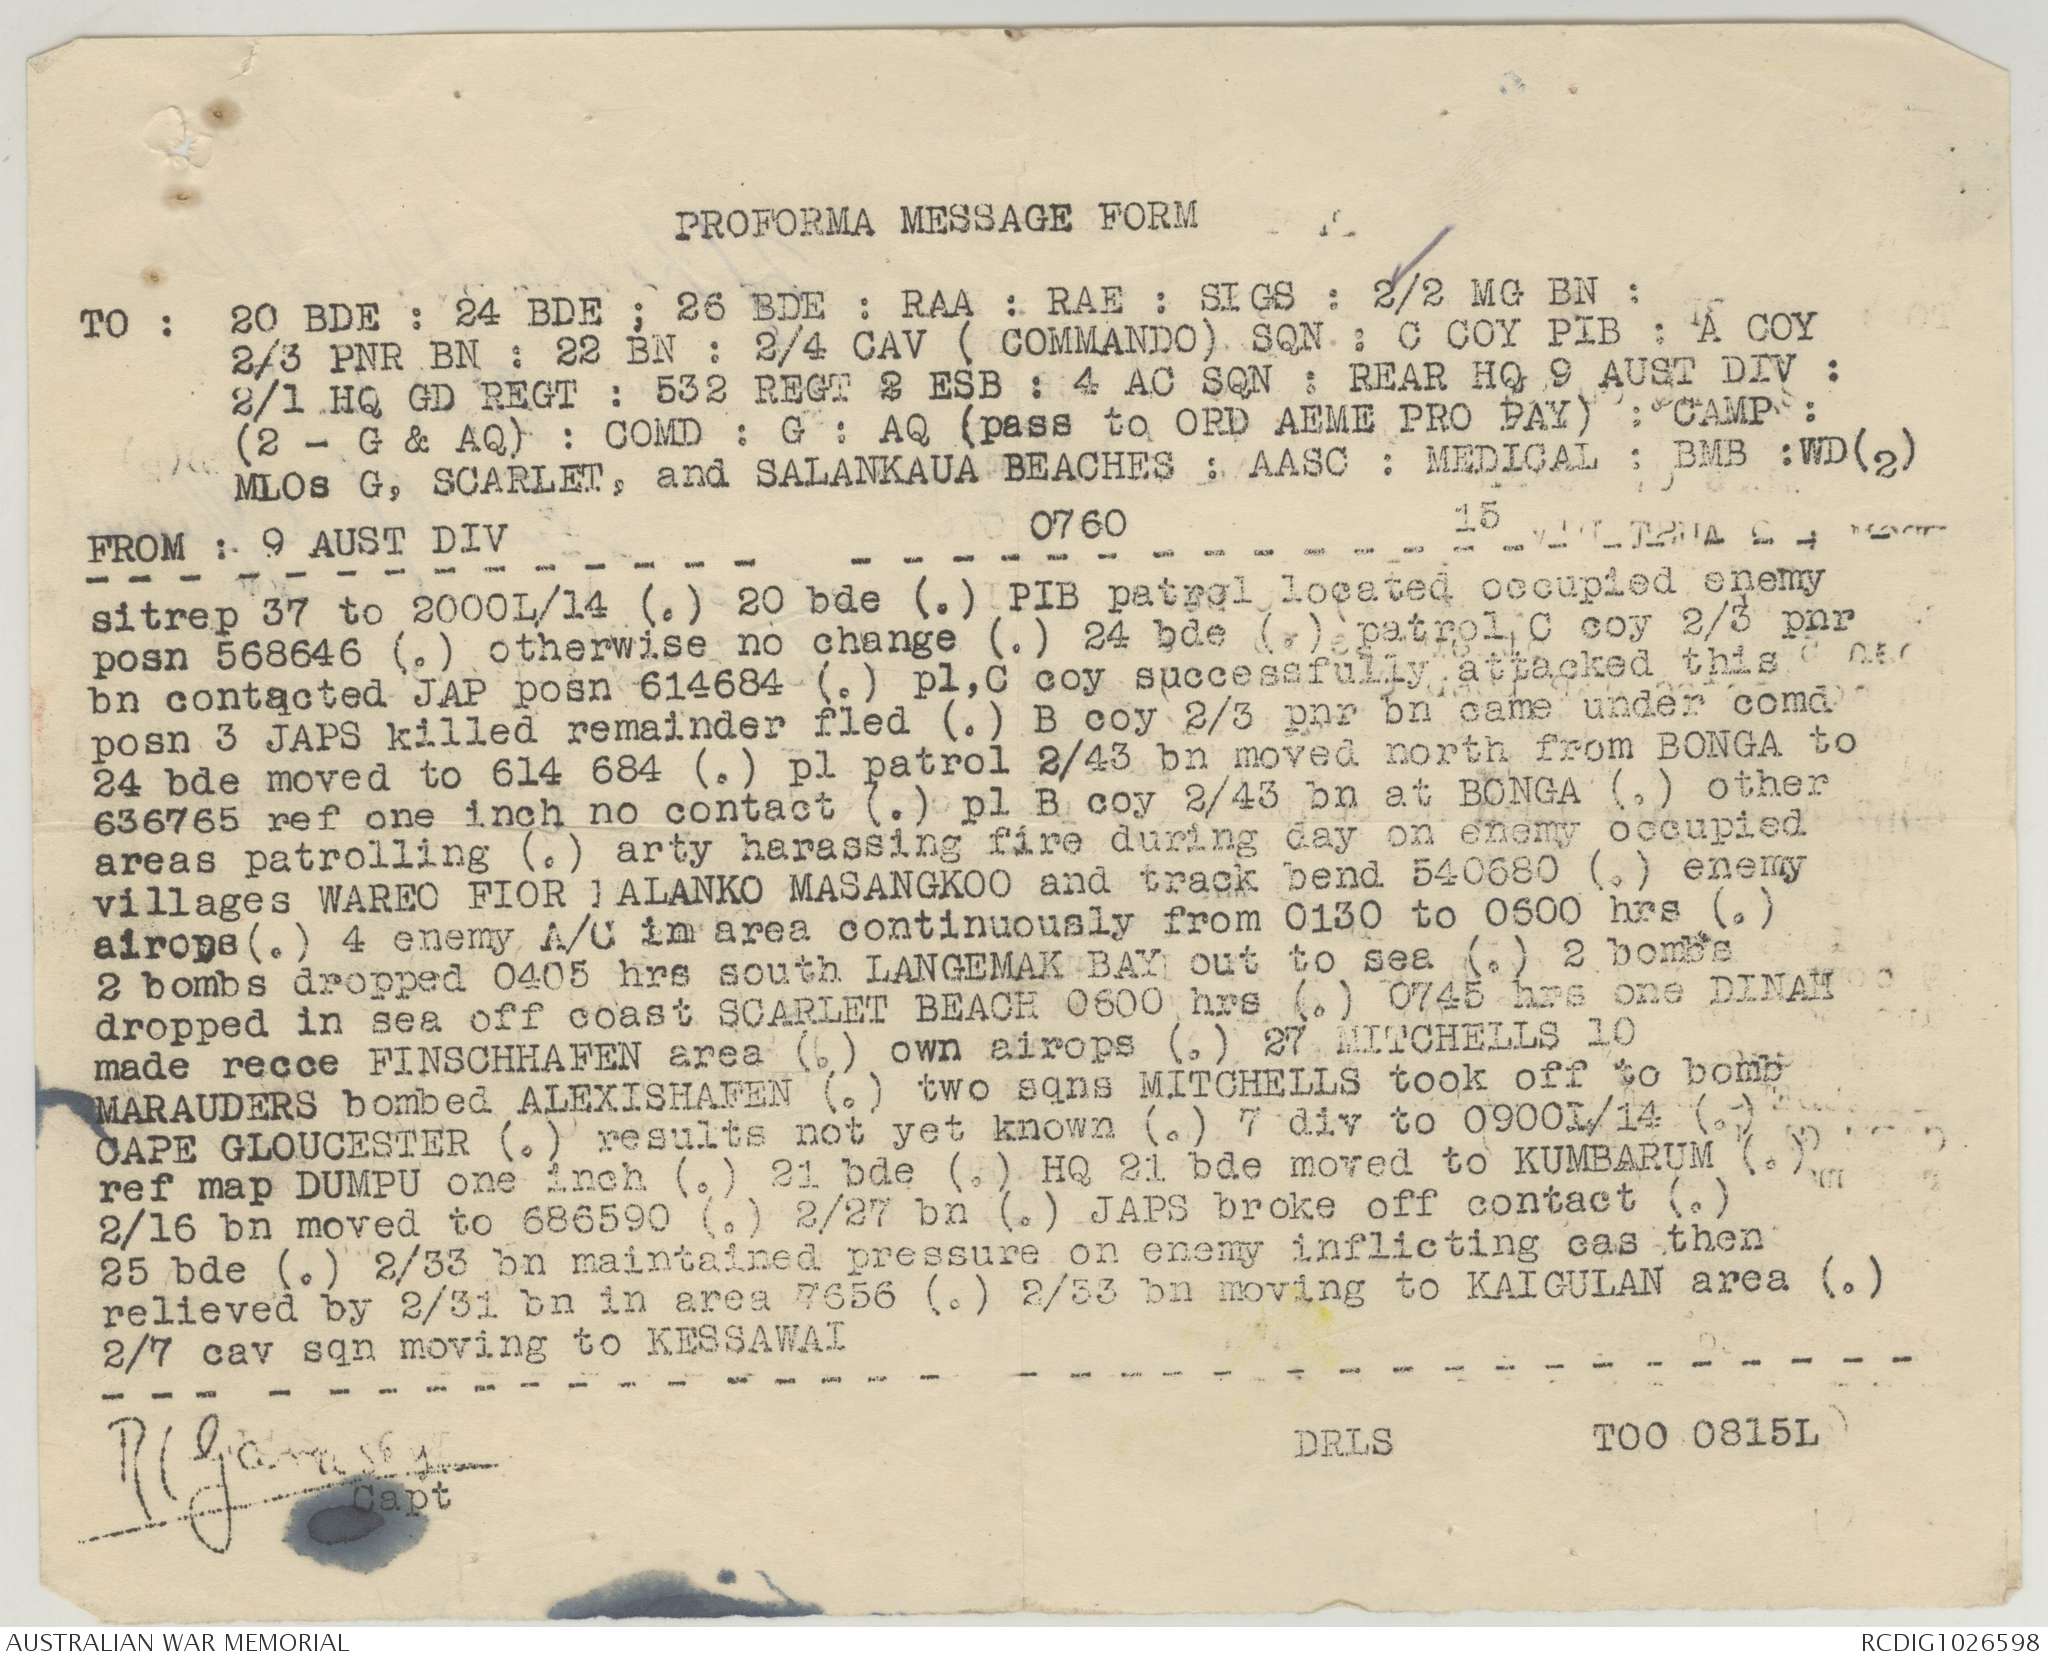 PROFORMA MESSAGE FORM
TO : 20 BDE : 24 BDE ; 26 BDE : RAA : RAE : SIGS : 2/2 MG BN :
2/3 PNR BN : 22 BN : 2/4 CAV ( COMMANDO) SQN : C COY PIB : A COY
2/1 HQ GD REGT : 532 REGT 2 ESB : 4 AC SQN : REAR HQ 9 AUST DIV :
(2 - G & AQ) : COMD : G : AQ (pass to ORD AEME PRO PAY) : CAMP :
MLOs G, SCARLET, and SALANKAUA BEACHES : AASC : MEDICAL : BMB :WD(2)
FROM : 9 AUST DIV 0760 15
sitrep 37 to 2000L/14 (.) 20 bde (.) PIB patrol located occupied enemy
posn 568646 (.) otherwise no change (.) 24 bde (.) patrol,C coy 2/3 pnr
bn contacted JAP posn 614684 (.) pl,C coy successfully attacked this
posn 3 JAPS killed remainder fled (.) B coy 2/3 pnr bn came under comd
24 bde moved to 614 684 (.) pl patrol 2/43 bn moved north from BONGA to
636765 ref one inch no contact (.) pl B coy 2/43 bn at BONGA (.) other
areas patrolling (.) arty harassing fire during day on enemy occupied
villages WAREO FIOR ALANKO MASANGKOO and track bend 540680 (.) enemy
airops(.) 4 enemy A/C in area continuously from 0130 to 0600 hrs (.)
2 bombs dropped 0405 hrs south LANGEMAK BAY out to sea (.) 2 bombs
dropped in sea off coast SCARLET BEACH 0600 hrs (.) 0745 hrs one DINAH
made recce FINSCHHAFEN area (.) own airops (.) 27 MITCHELLS 10
MARAUDERS bombed ALEXISHAFEN (.) two sqns MITCHELLS took off to bomb
CAPE GLOUCESTER (.) results not yet known (.) 7 div to 0900L/14 (.)
ref map DUMPU one inch (.) 21 bde (.) HQ 21 bde moved to KUMBARUM (.)
2/16 bn moved to 686590 (.) 2/27 bn (.) JAPS broke off contact (.)
25 bde (.) 2/33 bn maintained pressure on enemy inflicting cas then
relieved by 2/31 bn in area 7656 (.) 2/33 bn moving to KAIGULAN area (.)
2/7 cav sqn moving to KESSAWAI
DRLS TOO 0815L
Capt
AUSTRALIAN WAR MEMORIAL RCDIG1026598